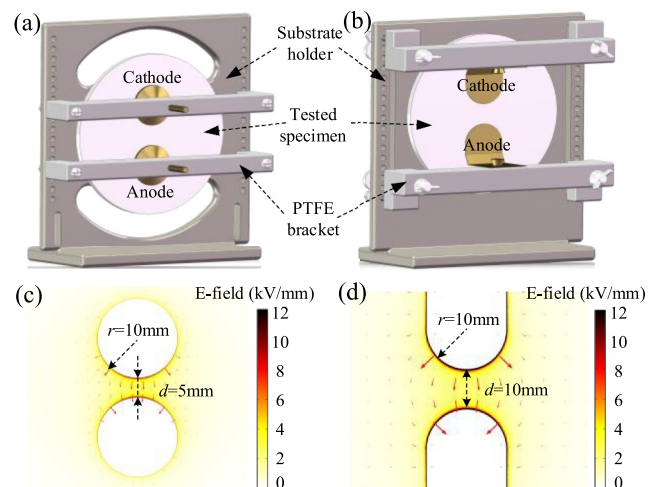 (a)
Cathode
Anode
Substrate
holder
Tested
specimen
PTFE
bracket
(b)
Cathode
Anode
(c)
r=10mm
d=5mm
E-field (kV/mm)
12
10
8
6
4
2
0
(d)
r=10mm
d=10mm
E-field (kV/mm)
12
10
8
6
4
2
0